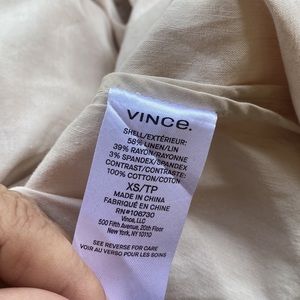 VINCE.
SHELL/EXTÉRIEUR:
58% LINEN/LIN
39% RAYON/RAYONNE
3% SPANDEX/SPANDEX
CONTRAST/CONTRASTE:
100% COTTON/COTON
XS/TP
MADE IN CHINA
FABRIQUÉ EN CHINE
RN#106730
Vince, LLC
500 Fifth Avenue, 20th Floor
New York, NY 10110
SEE REVERSE FOR CARE
VOIR AU VERSO POUR LES SOINS